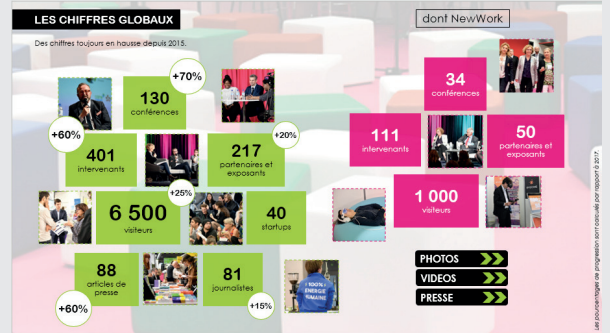 LES CHIFFRES GLOBAUX
dont NewWork
Des chiffres toujours en hausse depuis 2015.
+70%
130
conférences
+60%
401
intervenants
217
partenaires et
exposants
+20%
6 500
visiteurs
+25%
40
startups
88
articles de
presse
+60%
81
journalistes
+15%
100%
ENERGIE
HUMAINE
34
conférences
111
intervenants
50
partenaires et
exposants
1 000
visiteurs
PHOTOS
VIDEOS
PRESSE
Les pourcentages de progression sont calculés par rapport à 2017.